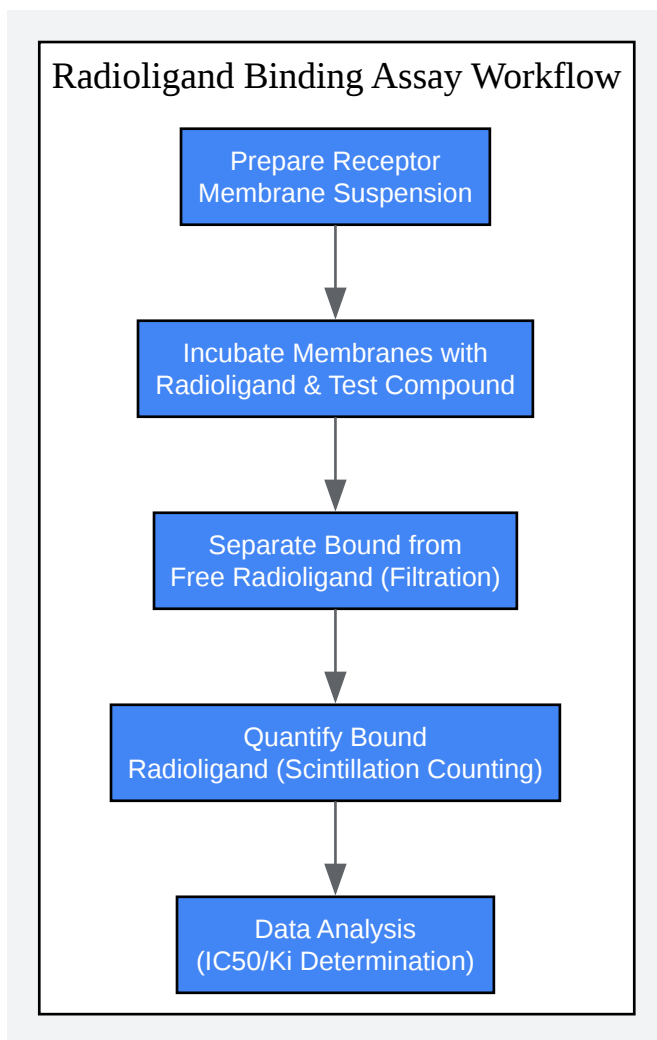 Radioligand Binding Assay Workflow
Prepare Receptor
Membrane Suspension
Incubate Membranes with
Radioligand & Test Compound
Separate Bound from
Free Radioligand (Filtration)
Quantify Bound
Radioligand (Scintillation Counting)
Data Analysis
(IC50/Ki Determination)